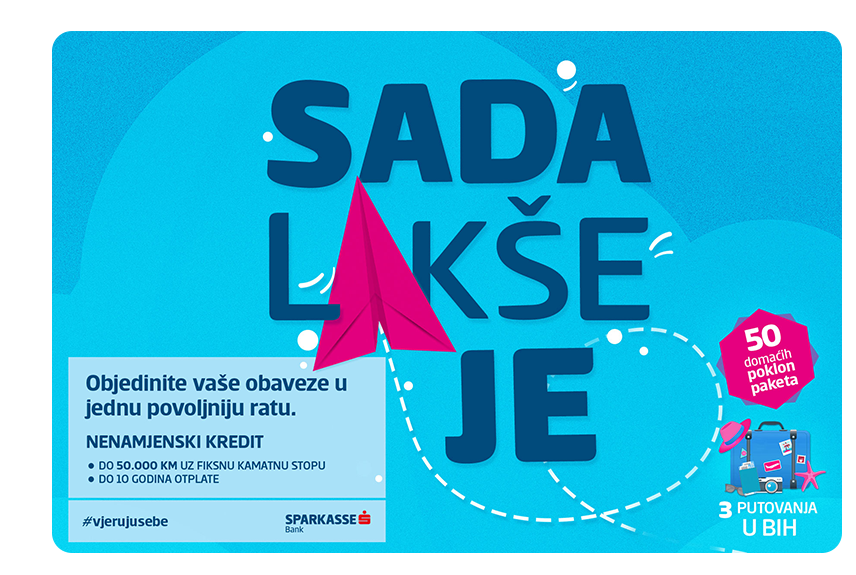 SADA
LAKŠE
JE
50
domaćih
poklon
paketa
Objedinite vaše obaveze u
jednu povoljniju ratu.
NENAMJENSKI KREDIT
• DO 50.000 KM UZ FIKSNU KAMATNU STOPU
• DO 10 GODINA OTPLATE
#vjerujusebe
SPARKASSE S
Bank
3 PUTOVANJA
U BIH